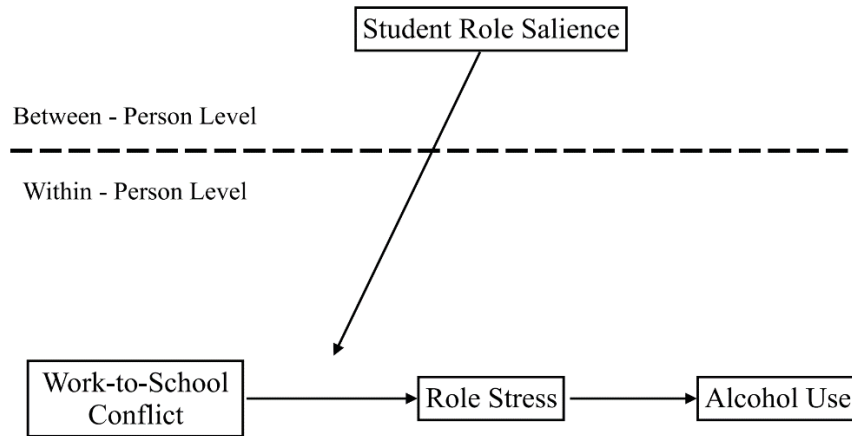 Student Role Salience
Between - Person Level
Within - Person Level
Work-to-School
Conflict
Role Stress
Alcohol Use